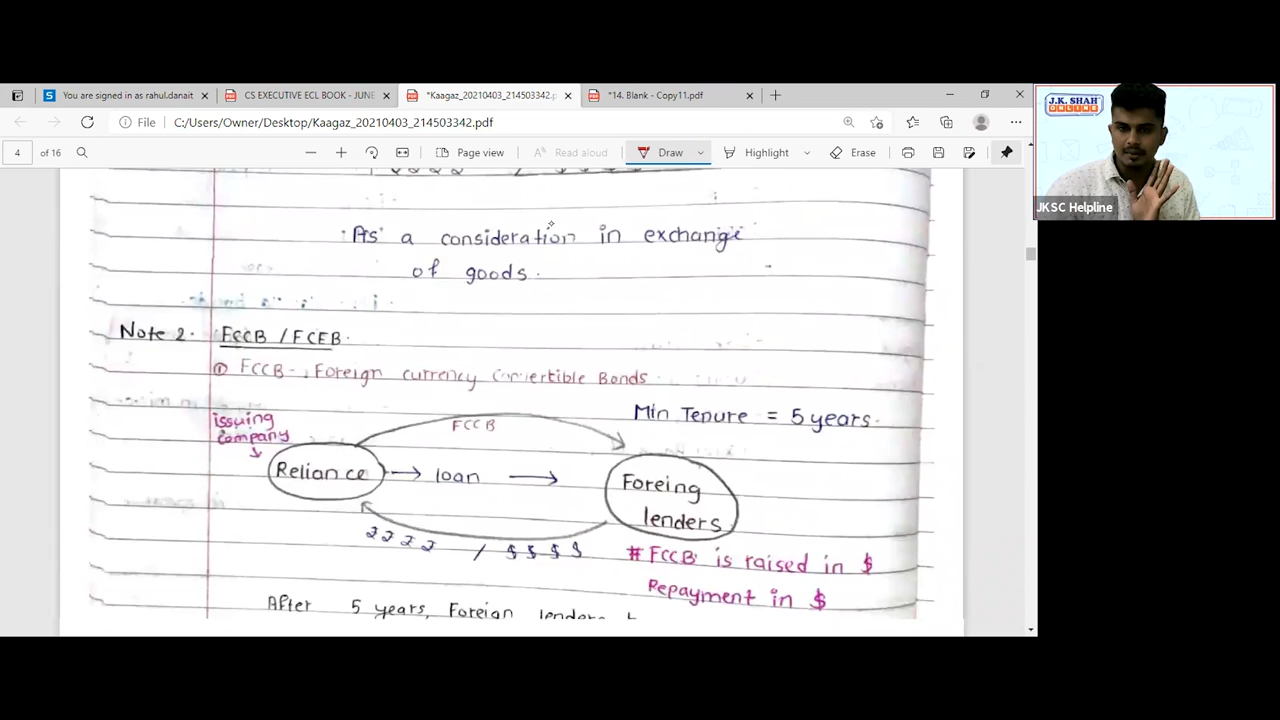 You are signed in as rahul.danait
CS EXECUTIVE ECL BOOK - JUNE
*Kaagaz_20210403_214503342.p
*14. Blank - Copy11.pdf
File
C:/Users/Owner/Desktop/Kaagaz_20210403_214503342.pdf
4 of 16
Page view
Read aloud
Draw
Highlight
Erase
J.K. SHAH
ONLINE
JKSC Helpline
As a consideration in exchange
of goods.
Note 2. FCCB / FCEB.
① FCCB - Foreign currency Convertible Bonds
Min Tenure = 5 years.
issuing
company
FCCB
Reliance → loan →
Foreing
lenders
₹ ₹ ₹ ₹ / $ $ $ $
# FCCB is raised in $
Repayment in $
After 5 years, Foreign lenders